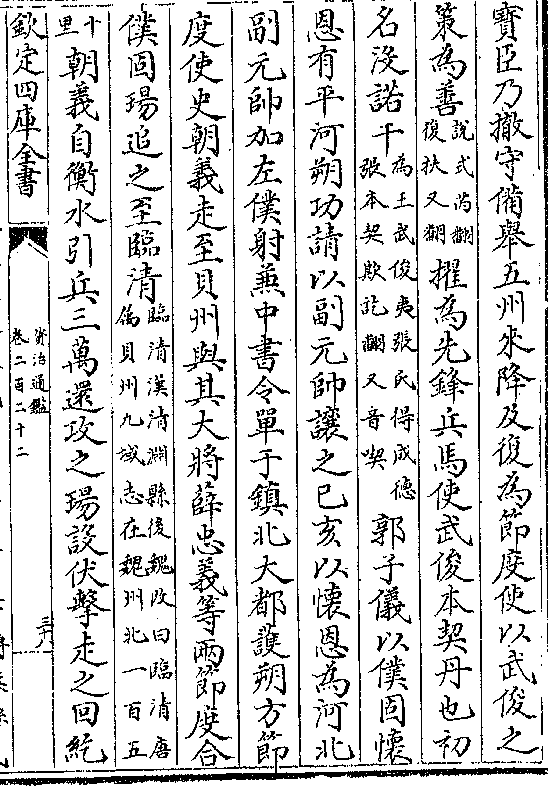 寶臣乃撤守備舉五州來降及復為節度使以武俊之
策為善說式芮翻
復扶又翻擢為先鋒兵馬使武俊本契丹也初
名沒諾干為王武俊夷張氏得成德
張本契欺訖翻又音喫郭子儀以僕固懷
恩有平河朔功請以副元帥讓之己亥以懷恩為河北
副元帥加左僕射兼中書令單于鎮北大都護朔方節
度使史朝義走至貝州與其大將薛忠義等兩節度合
僕固瑒追之至臨清臨清漢清淵縣後魏改曰臨清唐
屬貝州九域志在魏州北一百五
十
里朝義自衡水引兵三萬還攻之瑒設伏擊走之回紇
欽定四庫全書
資治通鑑
卷二百二十二
三八